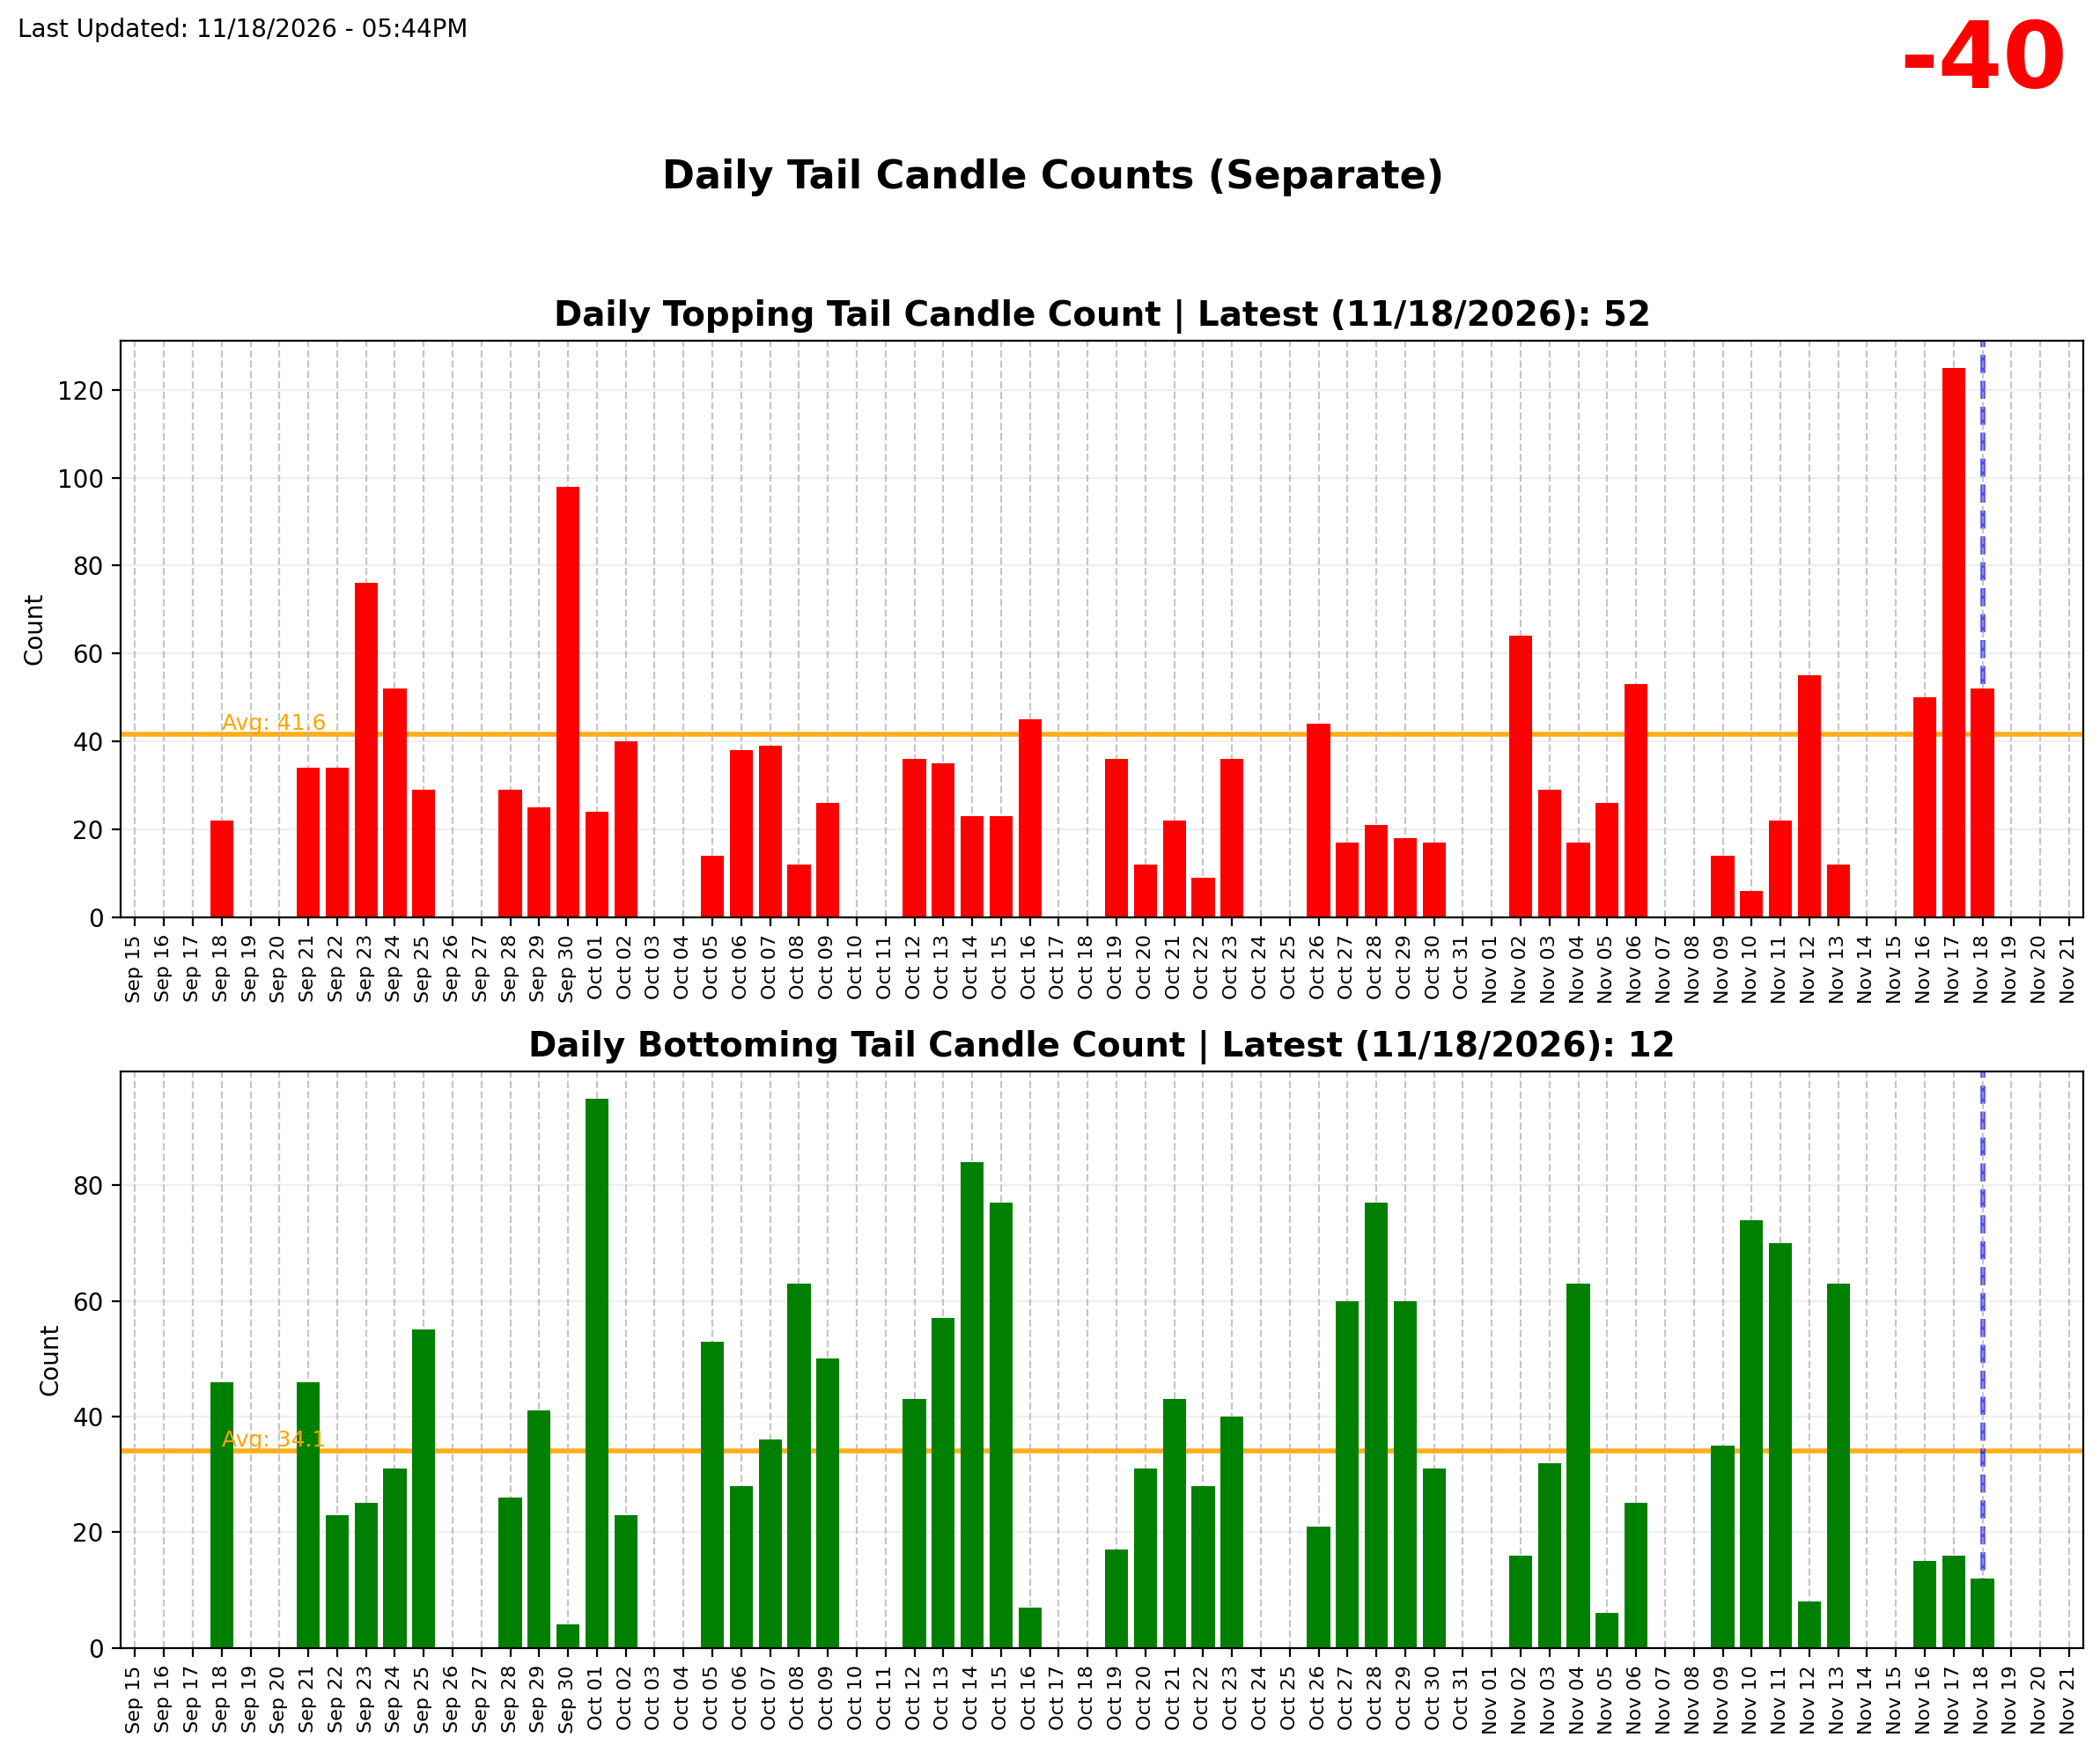 Last Updated: 11/18/2026 - 05:44PM
-40
Daily Tail Candle Counts (Separate)
Daily Topping Tail Candle Count | Latest (11/18/2026): 52
Count
120
100
80
60
40
20
0
Avg: 41.6
Sep 15 Sep 16 Sep 17 Sep 18 Sep 19 Sep 20 Sep 21 Sep 22 Sep 23 Sep 24 Sep 25 Sep 26 Sep 27 Sep 28 Sep 29 Sep 30 Oct 01 Oct 02 Oct 03 Oct 04 Oct 05 Oct 06 Oct 07 Oct 08 Oct 09 Oct 10 Oct 11 Oct 12 Oct 13 Oct 14 Oct 15 Oct 16 Oct 17 Oct 18 Oct 19 Oct 20 Oct 21 Oct 22 Oct 23 Oct 24 Oct 25 Oct 26 Oct 27 Oct 28 Oct 29 Oct 30 Oct 31 Nov 01 Nov 02 Nov 03 Nov 04 Nov 05 Nov 06 Nov 07 Nov 08 Nov 09 Nov 10 Nov 11 Nov 12 Nov 13 Nov 14 Nov 15 Nov 16 Nov 17 Nov 18 Nov 19 Nov 20 Nov 21
Daily Bottoming Tail Candle Count | Latest (11/18/2026): 12
Count
80
60
40
20
0
Avg: 34.1
Sep 15 Sep 16 Sep 17 Sep 18 Sep 19 Sep 20 Sep 21 Sep 22 Sep 23 Sep 24 Sep 25 Sep 26 Sep 27 Sep 28 Sep 29 Sep 30 Oct 01 Oct 02 Oct 03 Oct 04 Oct 05 Oct 06 Oct 07 Oct 08 Oct 09 Oct 10 Oct 11 Oct 12 Oct 13 Oct 14 Oct 15 Oct 16 Oct 17 Oct 18 Oct 19 Oct 20 Oct 21 Oct 22 Oct 23 Oct 24 Oct 25 Oct 26 Oct 27 Oct 28 Oct 29 Oct 30 Oct 31 Nov 01 Nov 02 Nov 03 Nov 04 Nov 05 Nov 06 Nov 07 Nov 08 Nov 09 Nov 10 Nov 11 Nov 12 Nov 13 Nov 14 Nov 15 Nov 16 Nov 17 Nov 18 Nov 19 Nov 20 Nov 21